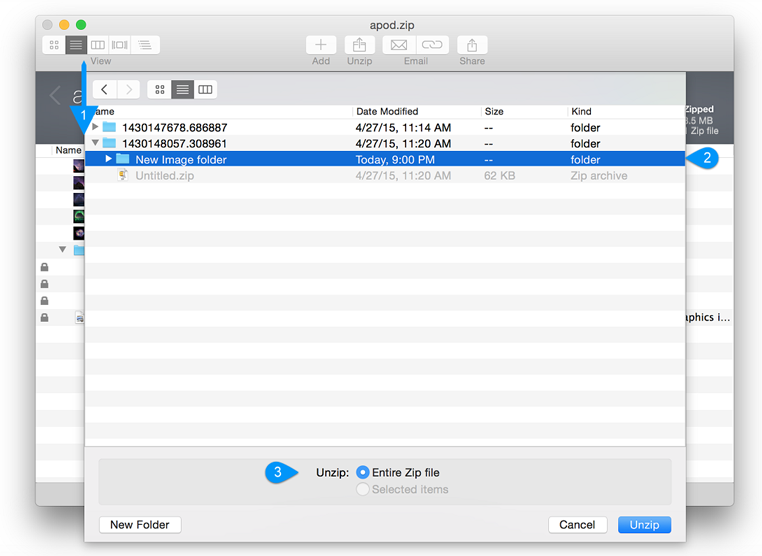 apod.zip
View
Add
Unzip
Email
Share
a
Zipped
3.5 MB
Zip file
Name
1
ame
Date Modified
Size
Kind
1430147678.686887
4/27/15, 11:14 AM
--
folder
1430148057.308961
4/27/15, 11:20 AM
--
folder
New Image folder
Today, 9:00 PM
--
folder
2
Untitled.zip
4/27/15, 11:20 AM
62 KB
Zip archive
aphics i...
3
Unzip:
Entire Zip file
Selected items
New Folder
Cancel
Unzip